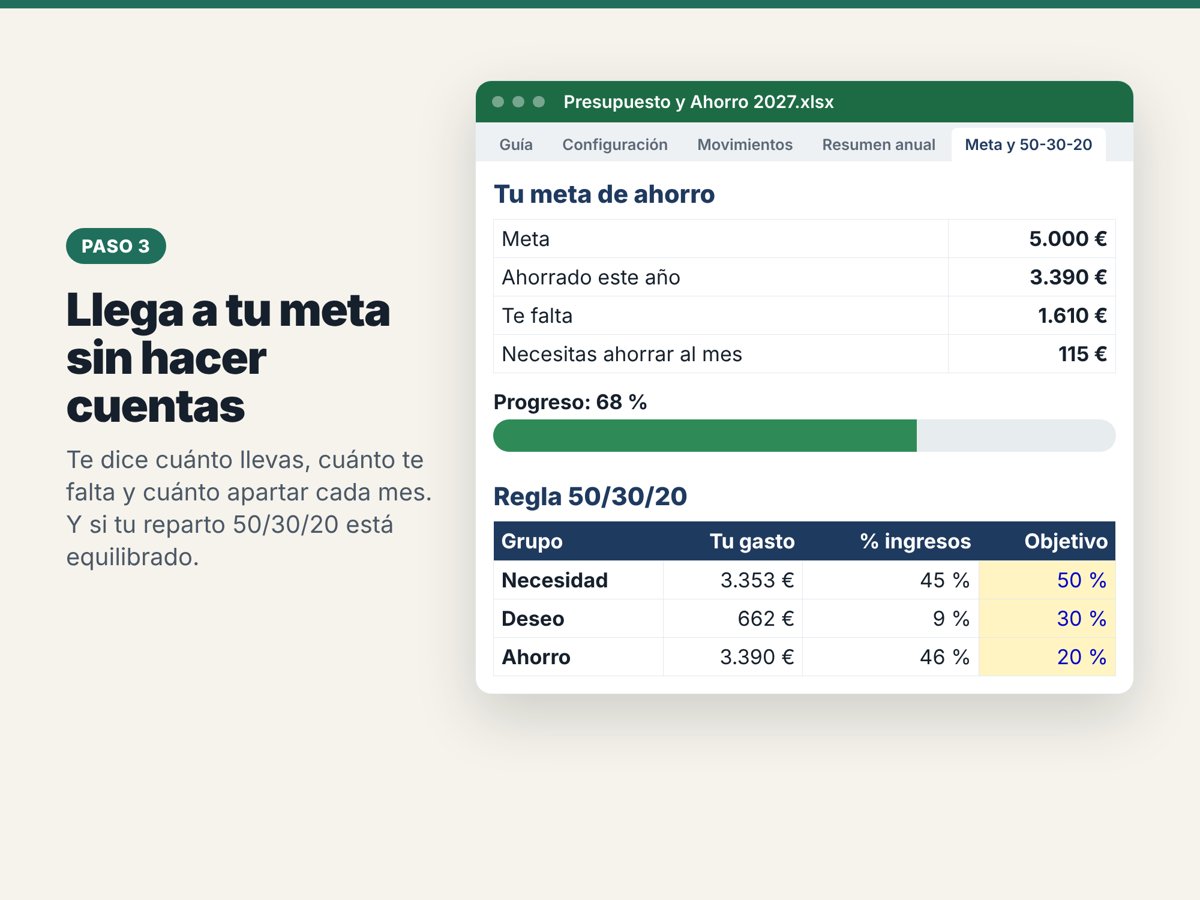 PASO 3
Llega a tu meta
sin hacer
cuentas
Te dice cuánto llevas, cuánto te
falta y cuánto apartar cada mes.
Y si tu reparto 50/30/20 está
equilibrado.
Presupuesto y Ahorro 2027.xlsx
Guía Configuración Movimientos Resumen anual Meta y 50-30-20
Tu meta de ahorro
Meta 5.000 €
Ahorrado este año 3.390 €
Te falta 1.610 €
Necesitas ahorrar al mes 115 €
Progreso: 68 %
Regla 50/30/20
Grupo Tu gasto % ingresos Objetivo
Necesidad 3.353 € 45 % 50 %
Deseo 662 € 9 % 30 %
Ahorro 3.390 € 46 % 20 %